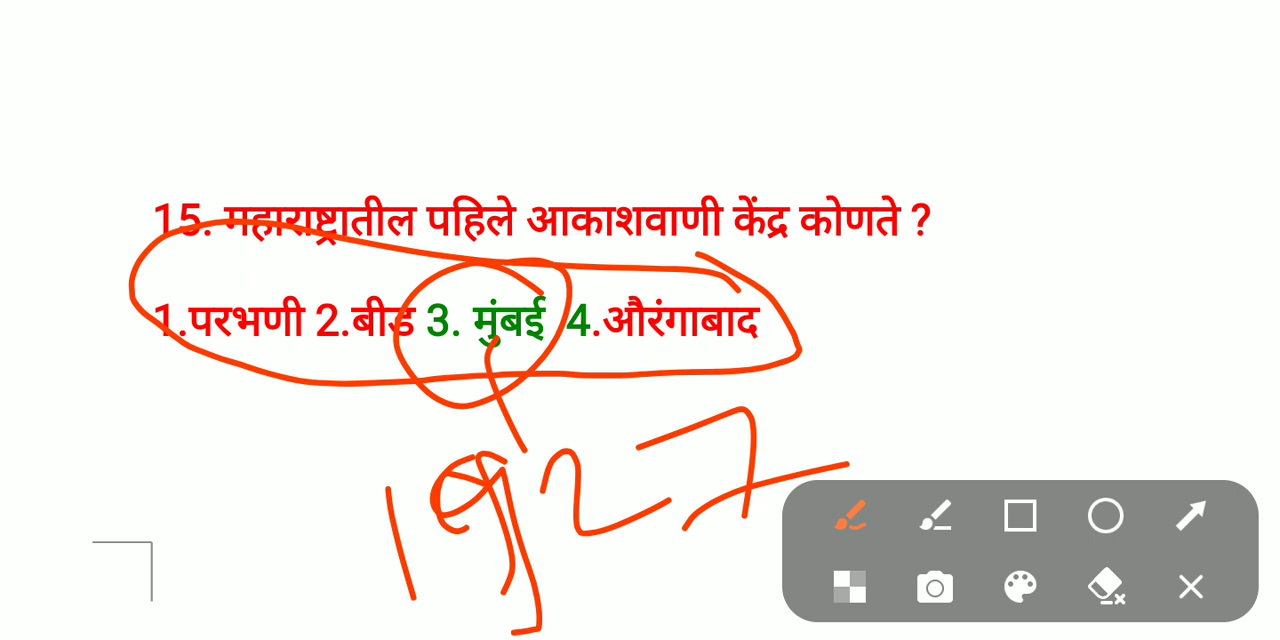 15. महाराष्ट्रातील पहिले आकाशवाणी केंद्र कोणते ?
1.परभणी 2.बीड 3. मुंबई 4.औरंगाबाद
1927